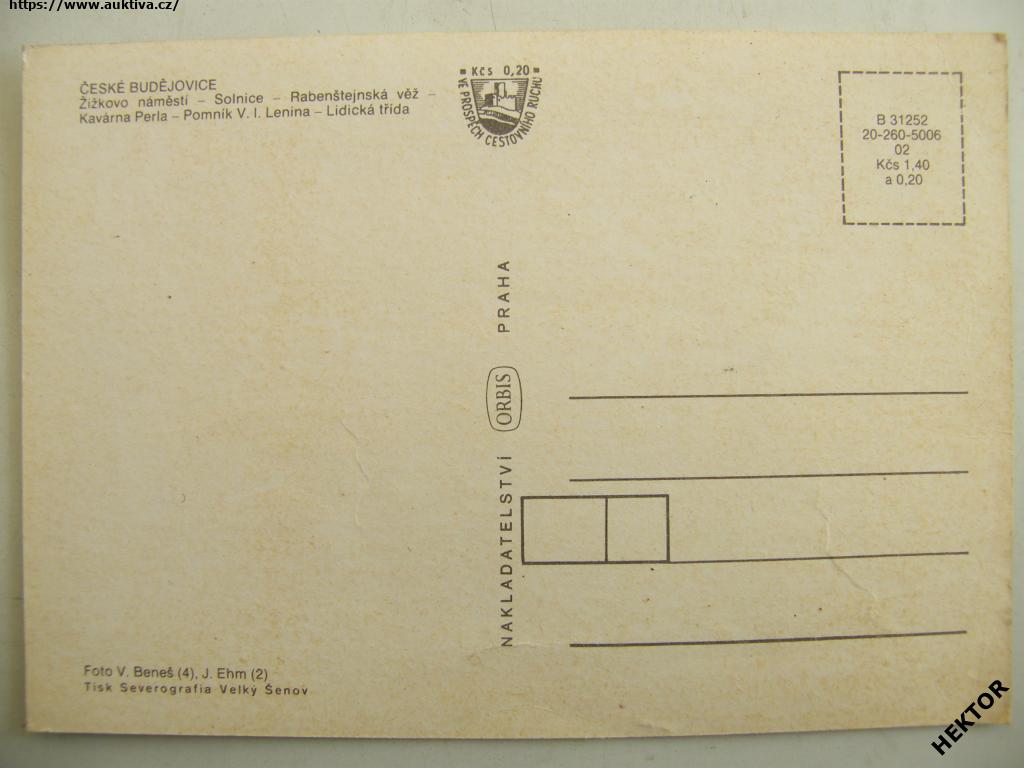 https://www.auktiva.cz/
ČESKÉ BUDĚJOVICE
Žižkovo náměstí – Solnice – Rabenštejnská věž –
Kavárna Perla – Pomník V. I. Lenina – Lidická třída
Kčs 0,20
VE PROSPĚCH CESTOVNÍHO RUCHU
B 31252
20-260-5006
02
Kčs 1,40
a 0,20
NAKLADATELSTVÍ ORBIS PRAHA
Foto V. Beneš (4), J. Ehm (2)
Tisk Severografia Velký Šenov
HEKTOR